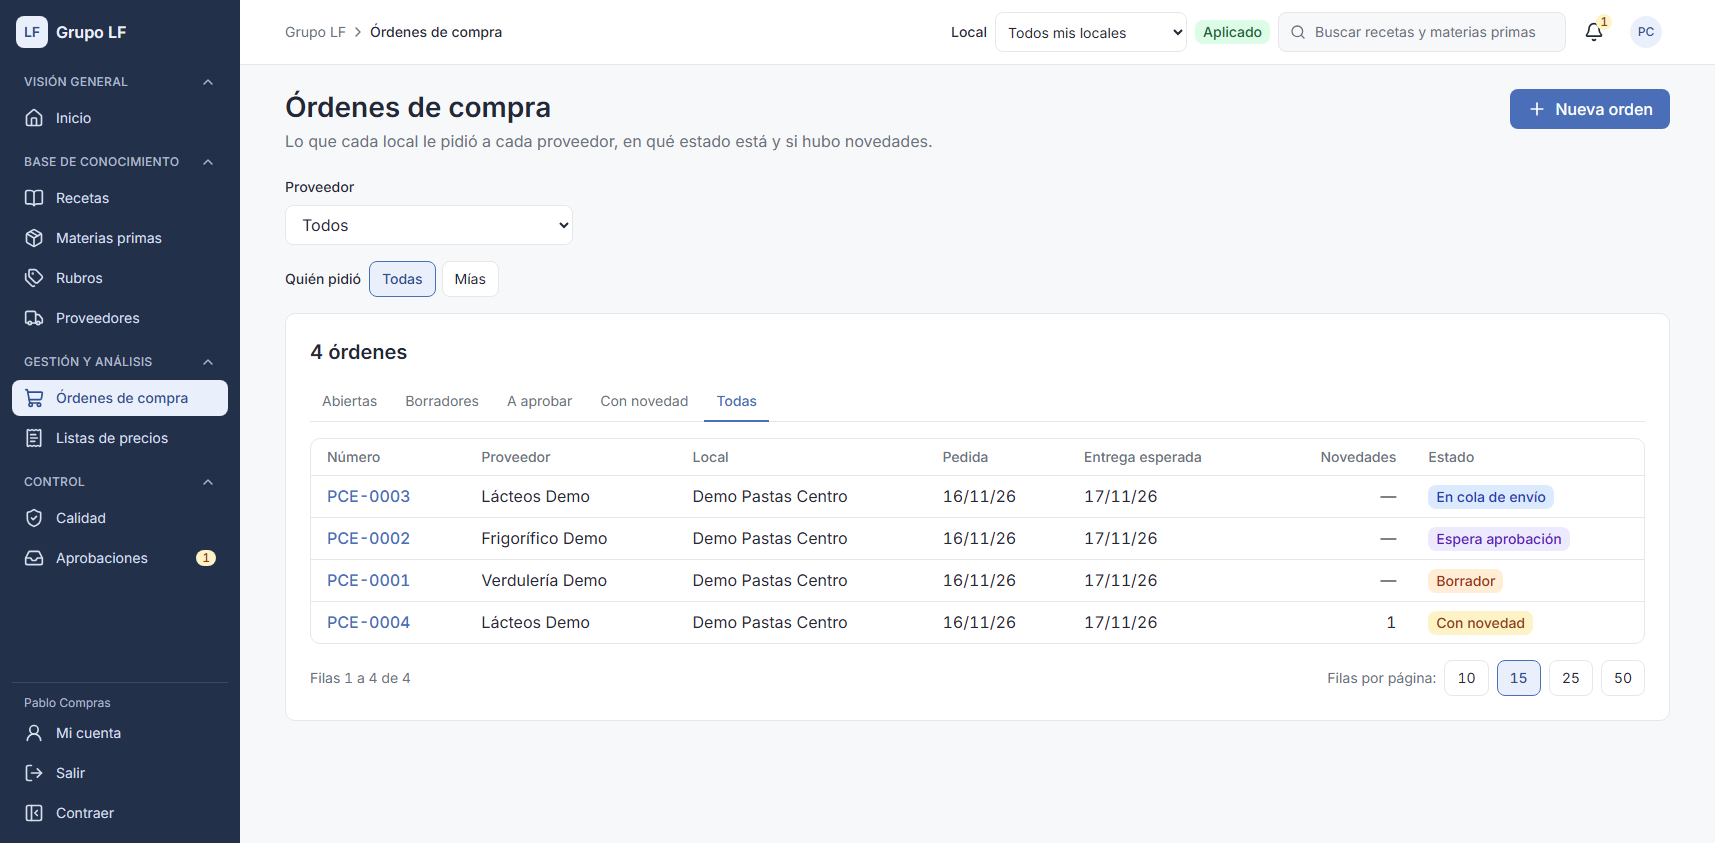 LF Grupo LF
VISIÓN GENERAL
Inicio
BASE DE CONOCIMIENTO
Recetas
Materias primas
Rubros
Proveedores
GESTIÓN Y ANÁLISIS
Órdenes de compra
Listas de precios
CONTROL
Calidad
Aprobaciones 1
Pablo Compras
Mi cuenta
Salir
Contraer
Grupo LF > Órdenes de compra
Local Todos mis locales Aplicado Buscar recetas y materias primas 1 PC
Órdenes de compra
Nueva orden
Lo que cada local le pidió a cada proveedor, en qué estado está y si hubo novedades.
Proveedor
Todos
Quién pidió Todas Mías
4 órdenes
Abiertas Borradores A aprobar Con novedad Todas
Número Proveedor Local Pedida Entrega esperada Novedades Estado
PCE-0003 Lácteos Demo Demo Pastas Centro 16/11/26 17/11/26 — En cola de envío
PCE-0002 Frigorífico Demo Demo Pastas Centro 16/11/26 17/11/26 — Espera aprobación
PCE-0001 Verdulería Demo Demo Pastas Centro 16/11/26 17/11/26 — Borrador
PCE-0004 Lácteos Demo Demo Pastas Centro 16/11/26 17/11/26 1 Con novedad
Filas 1 a 4 de 4 Filas por página: 10 15 25 50